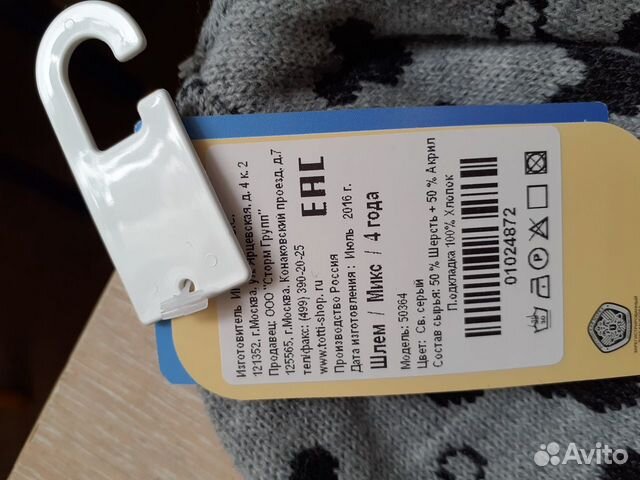 Изготовитель
121352, г.Москва, ул. Ярцевская, д. 4 к. 2
Продавец: ООО "Сторм Групп"
125565, г.Москва, Конаковский проезд, д.7
тел/факс: (499) 390-20-25
www.totti-shop.ru
Производство Россия
Дата изготовления : Июль 2016 г.
EAC
Шлем / Микс / 4 года
Модель: 50364
Цвет: Св. серый
Состав сырья: 50 % Шерсть + 50 % Акрил
Подкладка 100% Хлопок
01024872
Avito